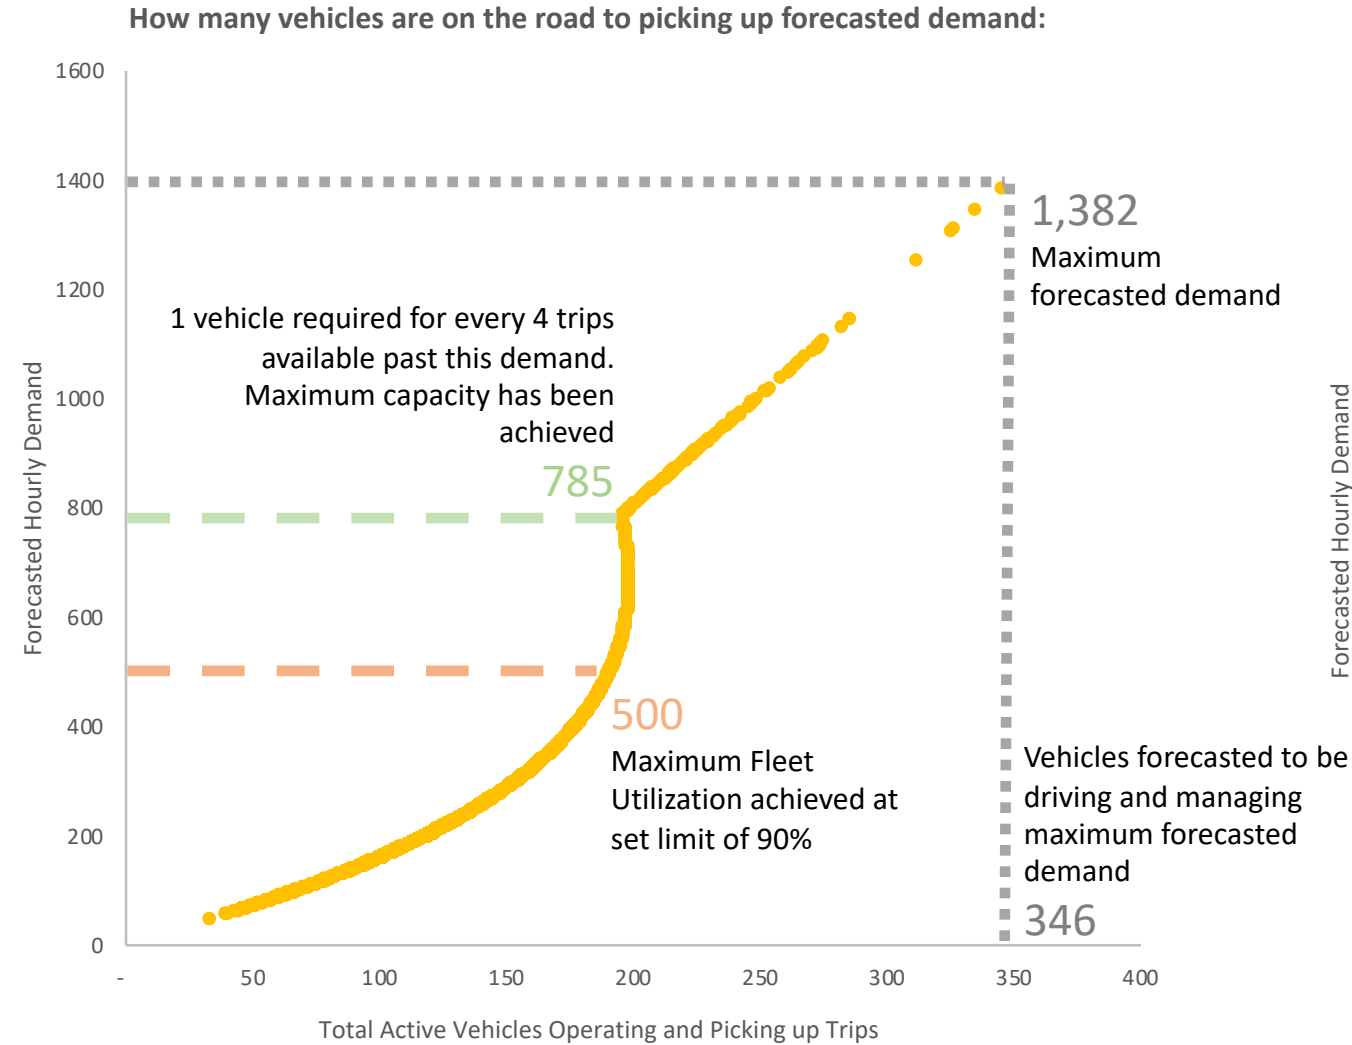 How many vehicles are on the road to picking up forecasted demand:
1600
1400
1200
1000
800
600
400
200
0
Forecasted Hourly Demand
1 vehicle required for every 4 trips
available past this demand.
Maximum capacity has been
achieved
785
500
Maximum Fleet
Utilization achieved at
set limit of 90%
1,382
Maximum
forecasted demand
Vehicles forecasted to be
driving and managing
maximum forecasted
demand
346
-
50
100
150
200
250
300
350
400
Total Active Vehicles Operating and Picking up Trips
Forecasted Hourly Demand